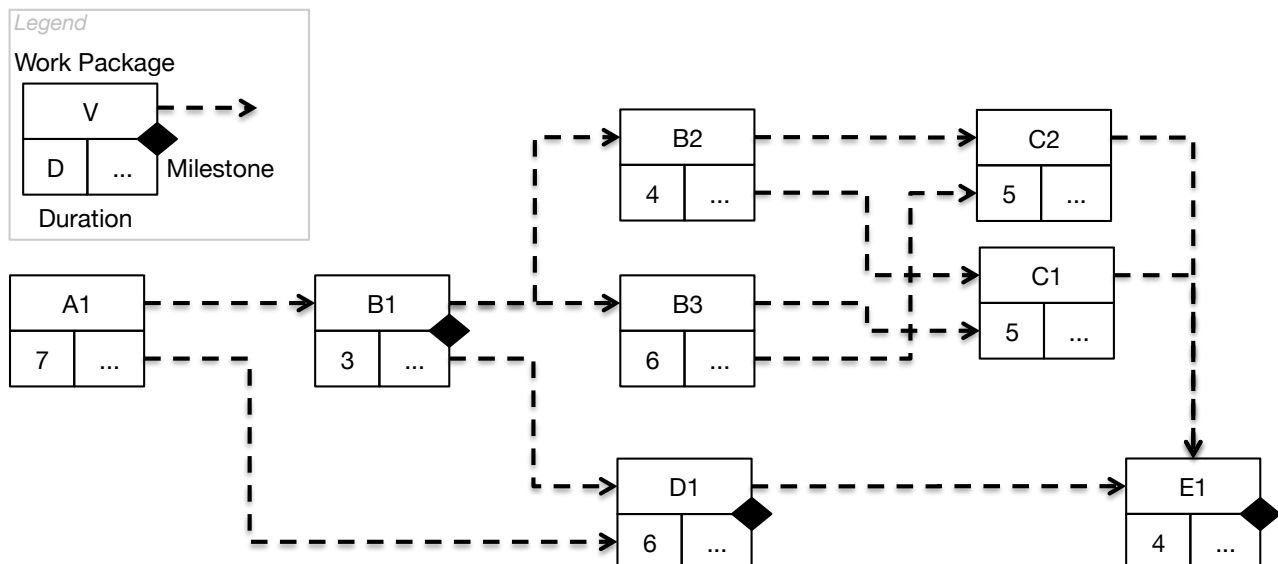 Legend
Work Package
V
D ...
Milestone
Duration
B2
4 ...
C2
5 ...
A1
7 ...
B1
3 ...
B3
6 ...
C1
5 ...
D1
6 ...
E1
4 ...